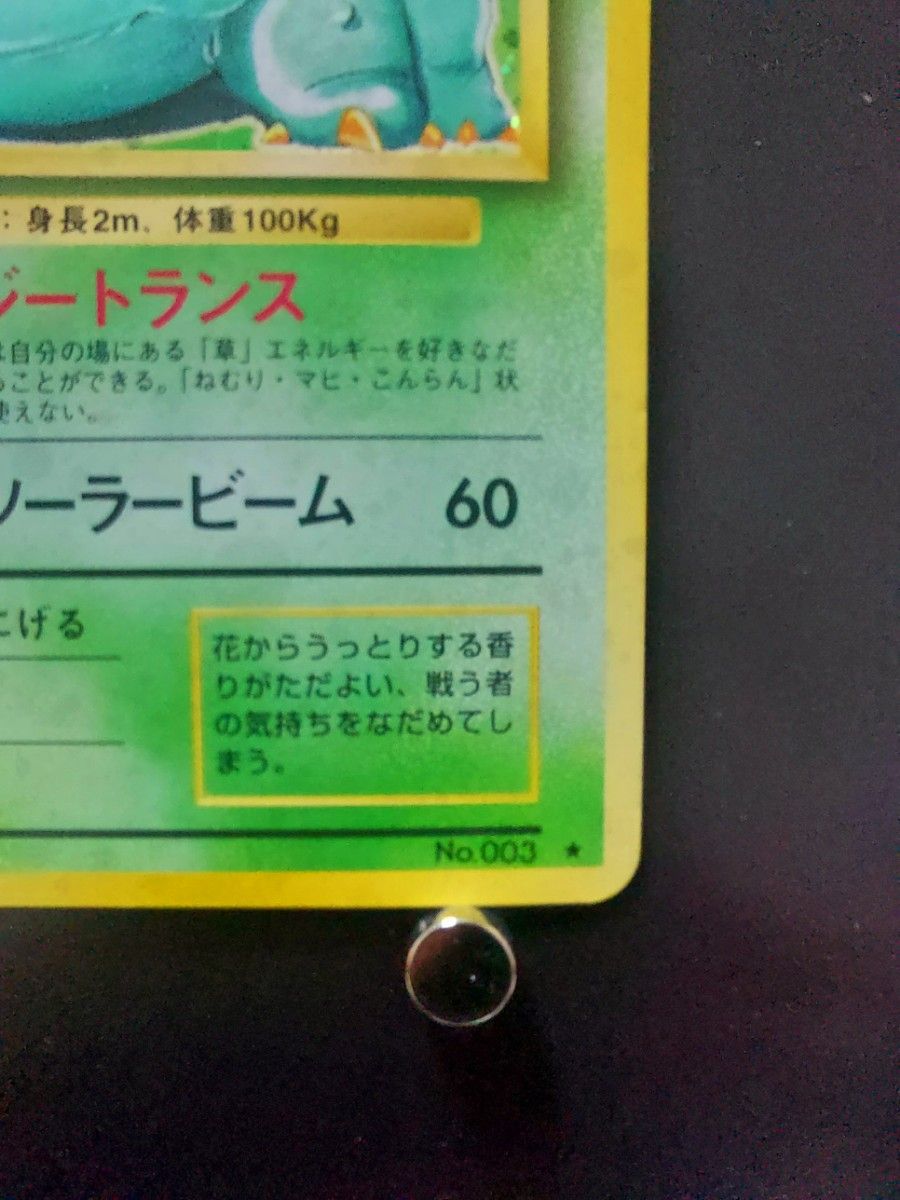 ：身長2m、体重100Kg
ジートランス
は自分の場にある「草」エネルギーを好きなだ
ることができる。「ねむり・マヒ・こんらん」状
使えない。
ソーラービーム 60
にげる
花からうっとりする香
りがただよい、戦う者
の気持ちをなだめてし
まう。
No.003 ★